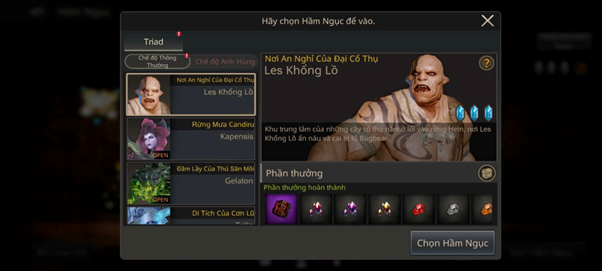 Hầm Ngục
Hãy chọn Hầm Ngục để vào.
Triad
Chế độ Thông Thường
Chế độ Anh Hùng
Nơi An Nghỉ Của Đại Cổ Thụ
Les Khổng Lồ
Rừng Mưa Candiru
Kapensis
OPEN
Đầm Lầy Của Thú Săn Mồi
Gelaton
OPEN
Di Tích Của Cơn Lũ
Nơi An Nghỉ Của Đại Cổ Thụ
Les Khổng Lồ
?
Khu trung tâm của những cây cổ thụ nằm ở lối vào rừng Hein, nơi Les
Khổng Lồ ẩn náu và cai trị lũ Bugbear.
Phần thưởng
Phần thưởng hoàn thành
Chọn Hầm Ngục